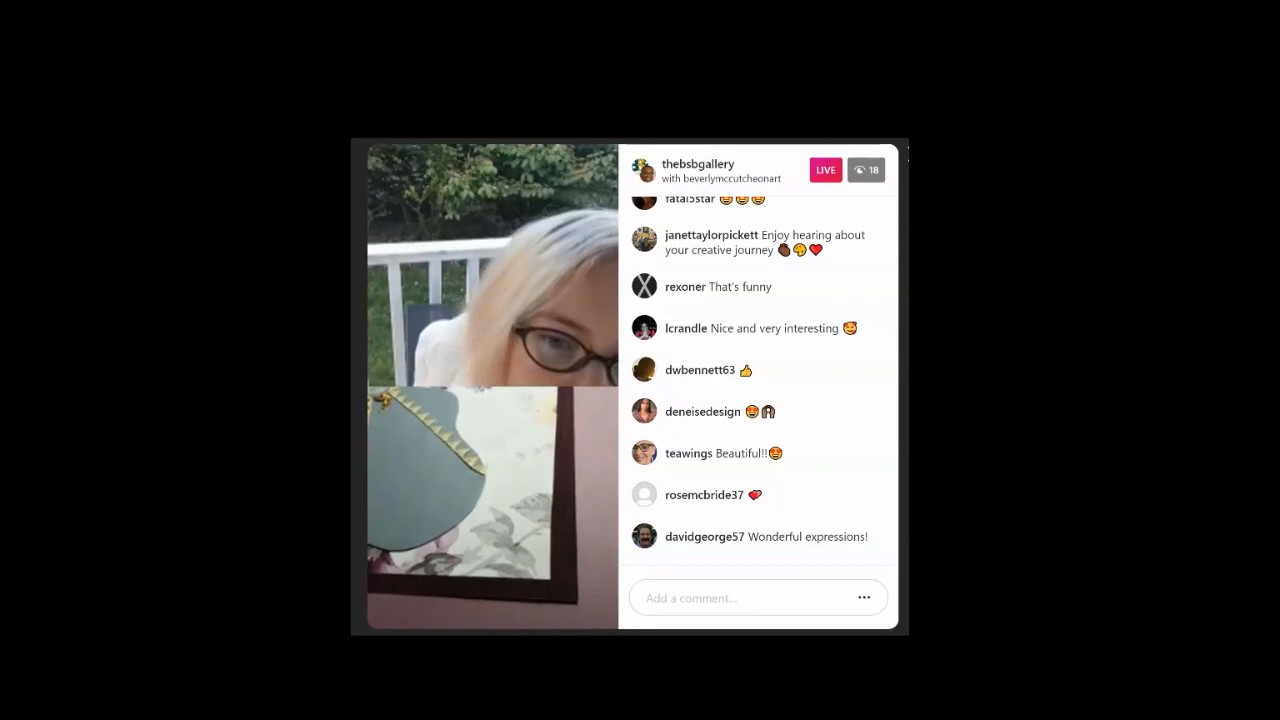 thebsbgallery
with beverlymccutcheonart
LIVE
18
fatal5star 🤩🤩🤩
janettaylorpickett Enjoy hearing about
your creative journey ✊🏿🎨❤️
rexoner That's funny
lcrandle Nice and very interesting 🥰
dwbennett63 👍
deneisedesign 🤩🙌🏽
teawings Beautiful!!🤩
rosemcbride37 💕
davidgeorge57 Wonderful expressions!
Add a comment...